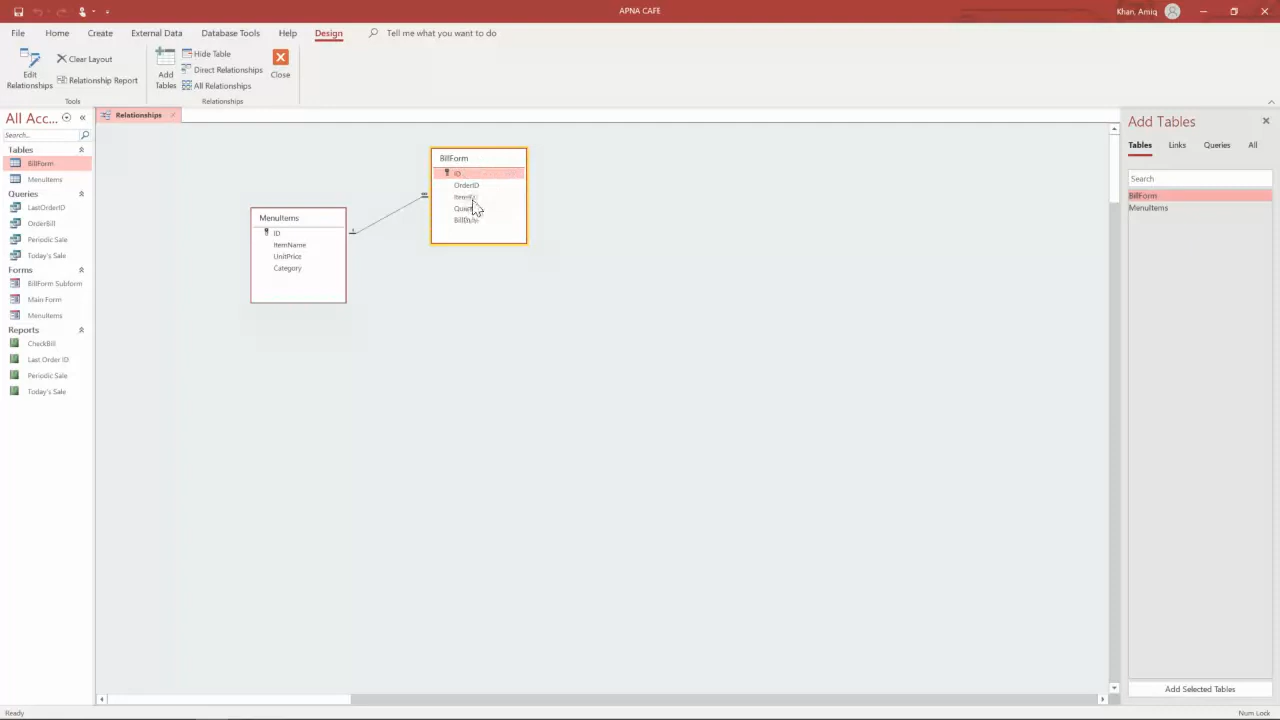 APNA CAFE
Khan, Amiq
File Home Create External Data Database Tools Help Design Tell me what you want to do
Edit Relationships
Clear Layout
Relationship Report
Tools
Add Tables
Hide Table
Direct Relationships
All Relationships
Relationships
Close
All Acc...
Search...
Tables
BillForm
MenuItems
Queries
LastOrderID
OrderBill
Periodic Sale
Today's Sale
Forms
BillForm Subform
Main Form
MenuItems
Reports
CheckBill
Last Order ID
Periodic Sale
Today's Sale
Relationships
MenuItems
ID
ItemName
UnitPrice
Category
1
∞
BillForm
ID
OrderID
Add Tables
Tables Links Queries All
Search
BillForm
MenuItems
Add Selected Tables
Ready
Num Lock